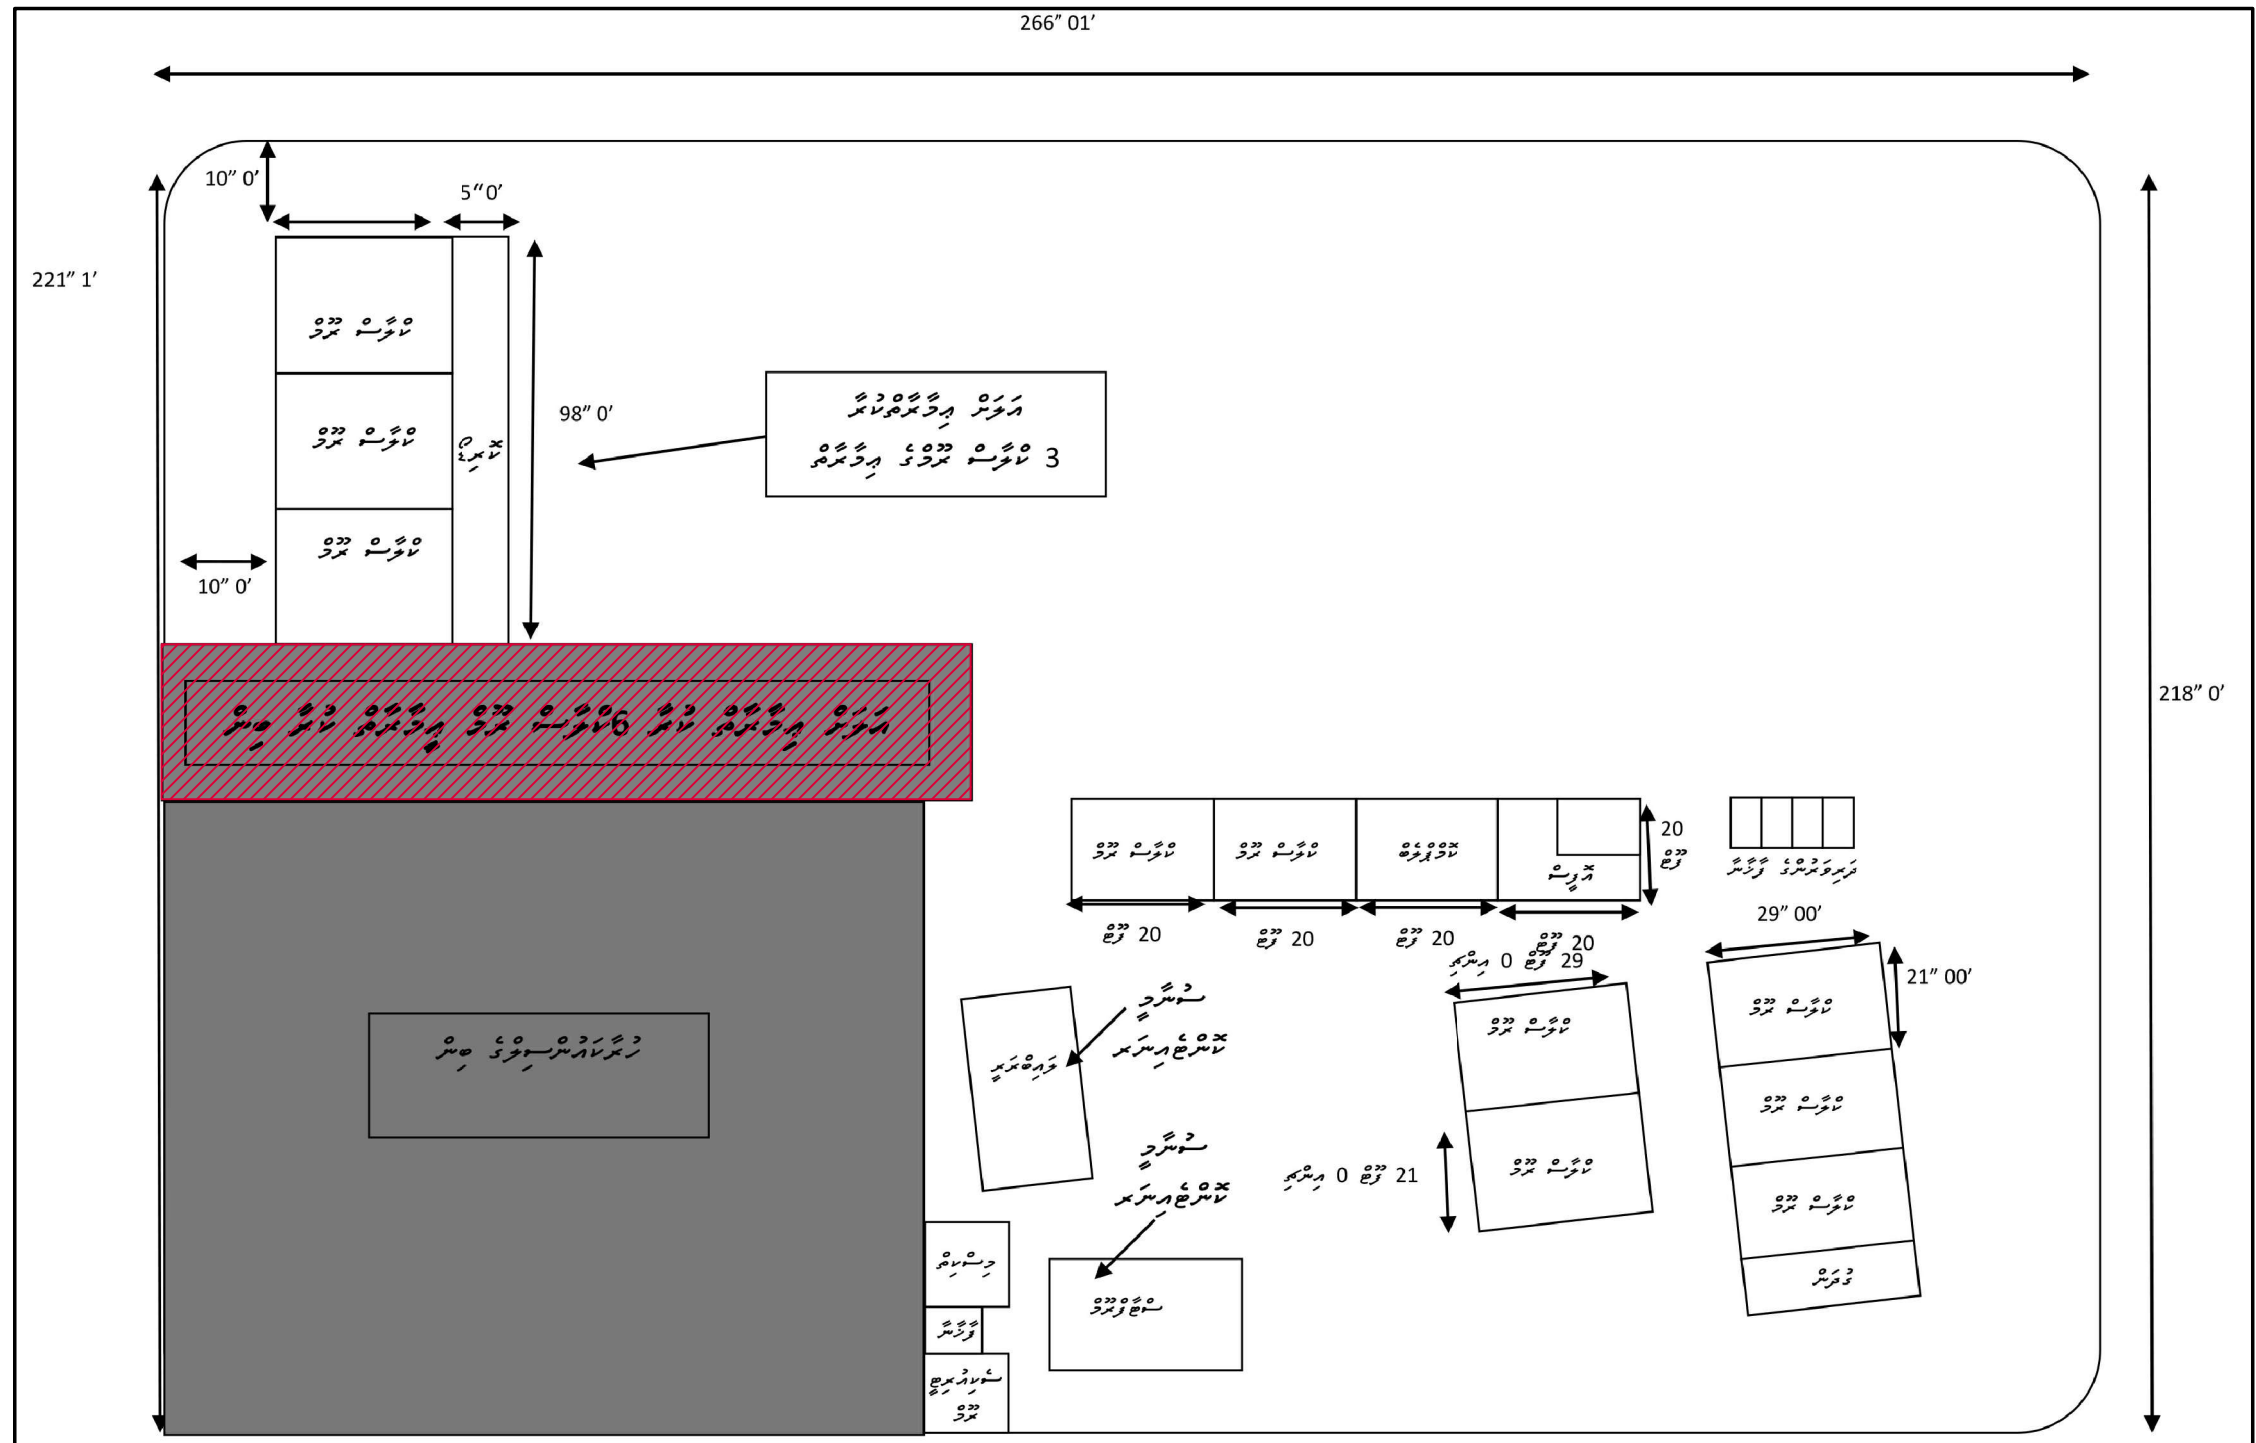 266” 01’
10” 0’
5”0’
221” 1’
ކްލާސް ރޫމް
98” 0’
އަލަށް ޢިމާރާތްކުރާ
3 ކްލާސް ރޫމްގެ ޢިމާރާތް
ކްލާސް ރޫމް
ކޮރިޑޯ
ކްލާސް ރޫމް
10” 0’
218” 0’
އަލަށް ޢިމާރާތް ކުރާ 6ކްލާސް ރޫމް ޢިމާރާތް ކުރާ ބިން
ކްލާސް ރޫމް
ކްލާސް ރޫމް
ކޮމްޕްލެބް
އޮފީސް
20
ފޫޓް
ދަރިވަރުންގެ ފާޚާނާ
20 ފޫޓް
20 ފޫޓް
20 ފޫޓް
20 ފޫޓް
29 ފޫޓް 0 އިންޗި
29” 00’
21” 00’
ހުރާކައުންސިލްގެ ބިން
ސުނާމީ
ކޮންޓެއިނަރ
ލައިބްރަރީ
ކްލާސް ރޫމް
ކްލާސް ރޫމް
ކްލާސް ރޫމް
ސުނާމީ
ކޮންޓެއިނަރ
21 ފޫޓް 0 އިންޗި
ކްލާސް ރޫމް
ކްލާސް ރޫމް
މިސްކިތް
ސްޓާފްރޫމް
ގުދަން
ފާޚާނާ
ސެކިއުރިޓީ
ރޫމް